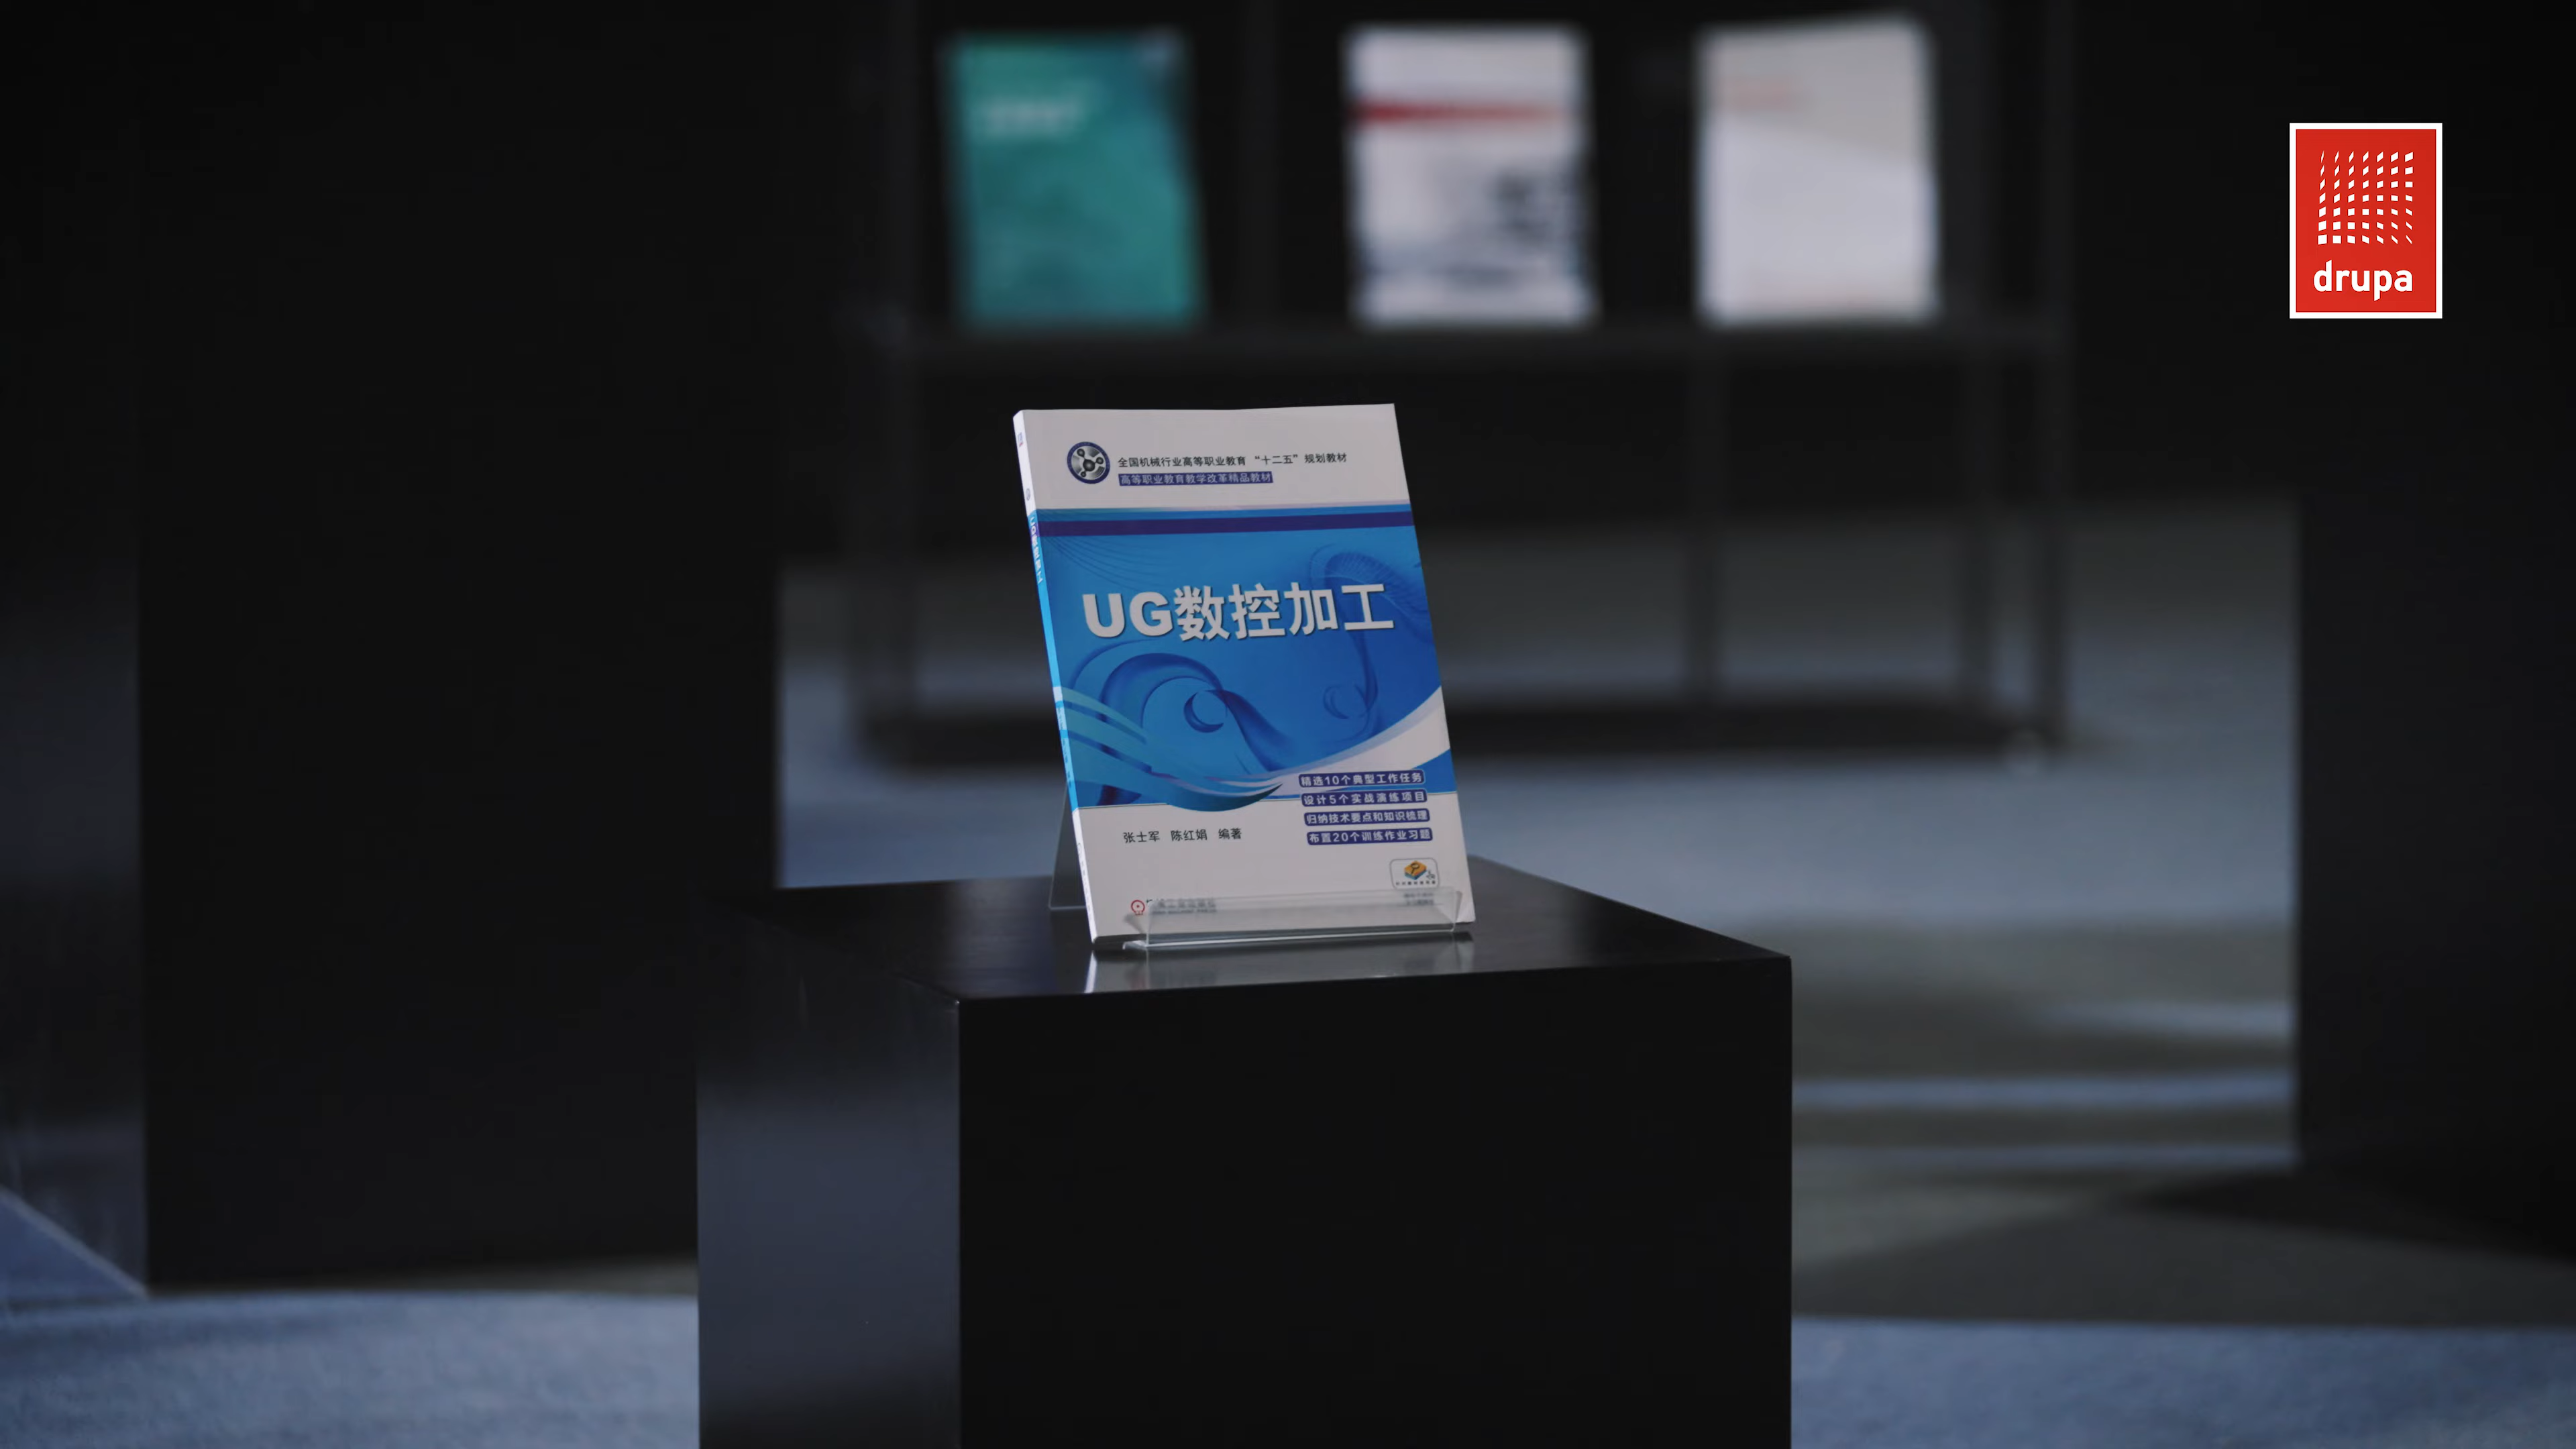 drupa
全国机械行业高等职业教育 “十二五” 规划教材
高等职业教育教学改革精品教材
UG数控加工
精选10个典型工作任务
设计5个实战演练项目
归纳技术要点和知识梳理
布置20个训练作业习题
张士军 陈红娟 编著